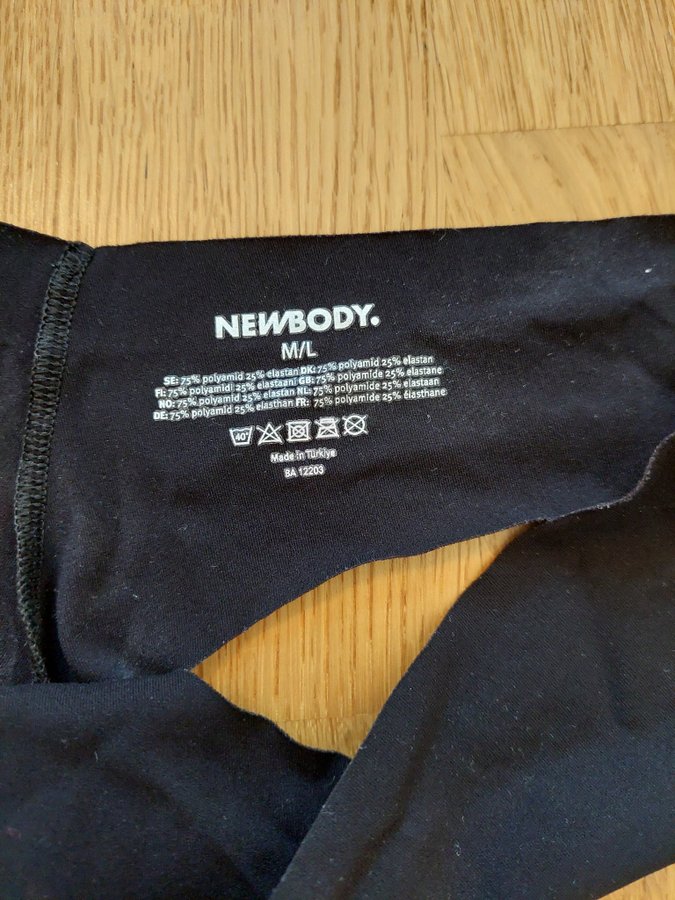 NEWBODY.
M/L
SE: 75% polyamid 25% elastan DK: 75% polyamid 25% elastan
FI: 75% polyamidi 25% elastaani GB: 75% polyamide 25% elastane
NO: 75% polyamid 25% elastan NL: 75% polyamide 25% elastaan
DE: 75% polyamid 25% elasthan FR: 75% polyamide 25% élasthane
40°
Made in Türkiye
BA 12203